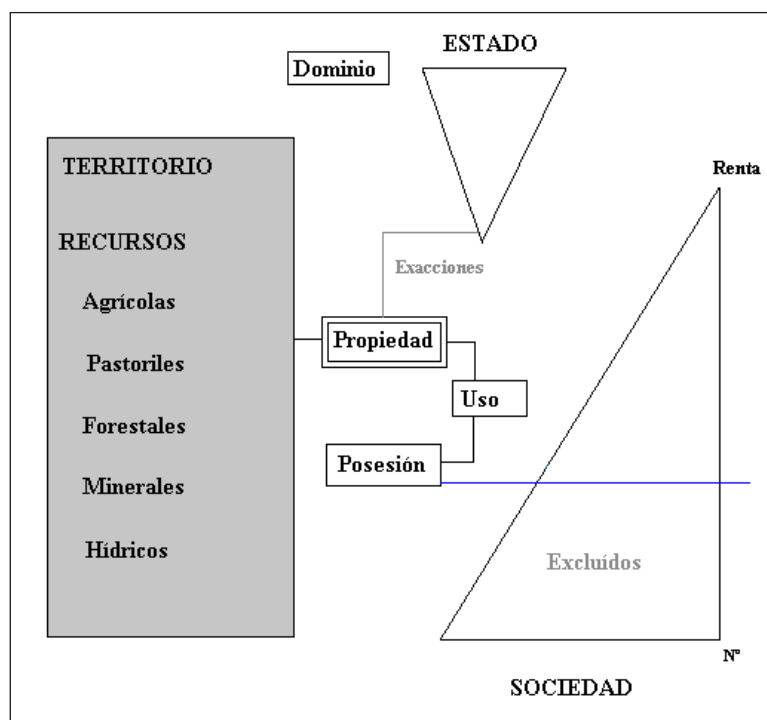 ESTADO
Dominio
TERRITORIO
Renta
RECURSOS
Exacciones
Agrícolas
Propiedad
Pastoriles
Uso
Forestales
Posesión
Minerales
Hídricos
Excluídos
Nº
SOCIEDAD